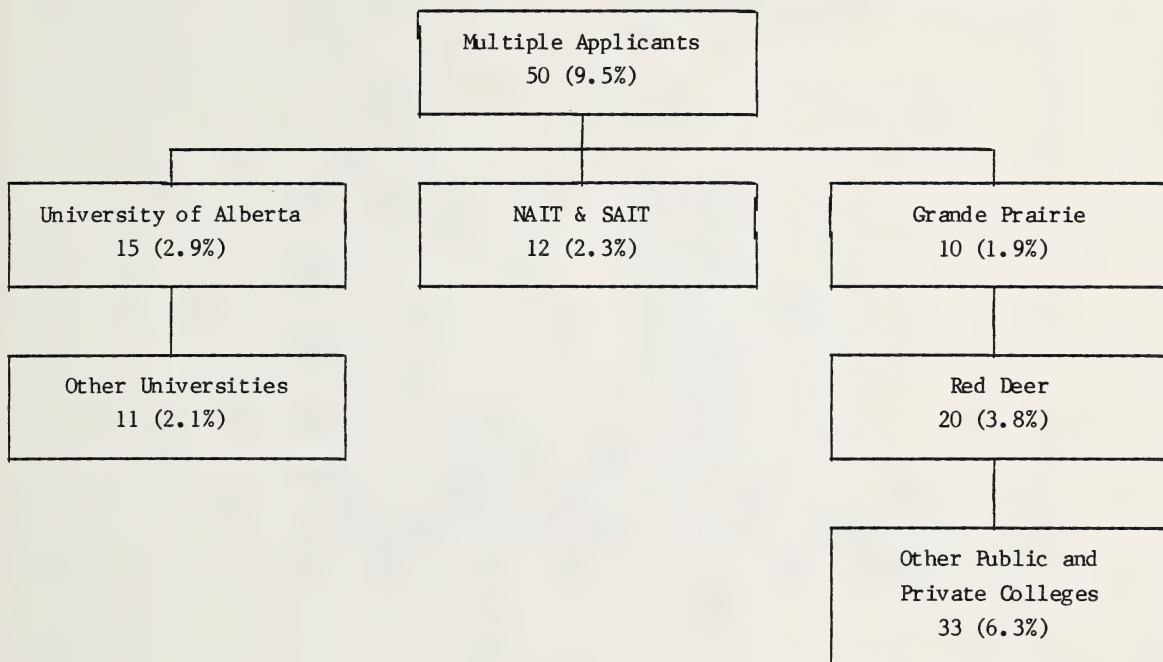 Multiple Applicants
50 (9.5%)
University of Alberta
15 (2.9%)
NAIT & SAIT
12 (2.3%)
Grande Prairie
10 (1.9%)
Other Universities
11 (2.1%)
Red Deer
20 (3.8%)
Other Public and
Private Colleges
33 (6.3%)